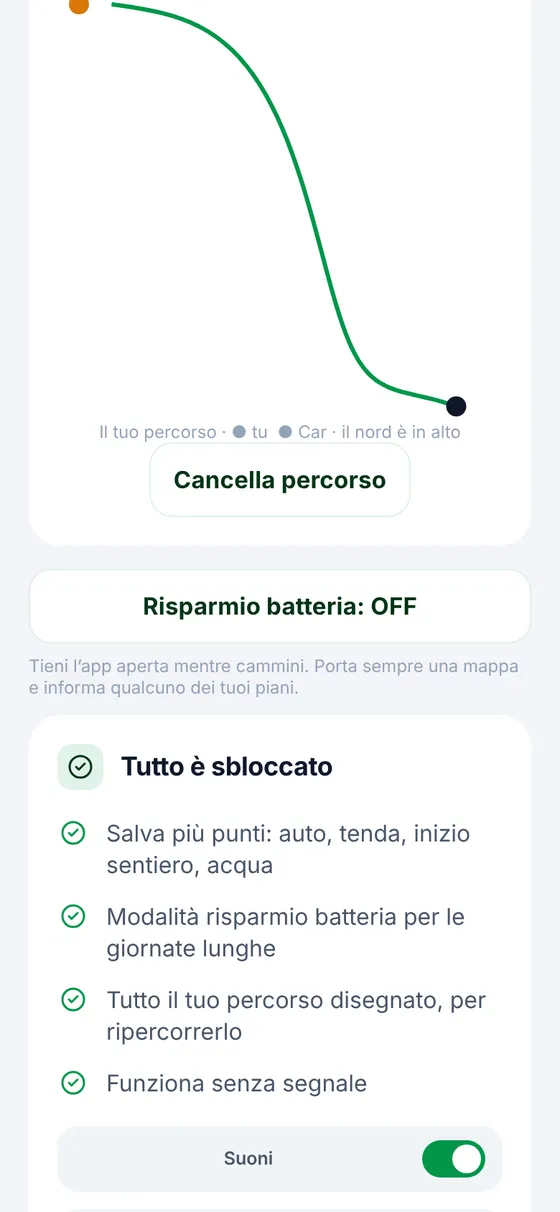 Il tuo percorso · ● tu ● Car · il nord è in alto
Cancella percorso
Risparmio batteria: OFF
Tieni l’app aperta mentre cammini. Porta sempre una mappa
e informa qualcuno dei tuoi piani.
Tutto è sbloccato
Salva più punti: auto, tenda, inizio
sentiero, acqua
Modalità risparmio batteria per le
giornate lunghe
Tutto il tuo percorso disegnato, per
ripercorrerlo
Funziona senza segnale
Suoni